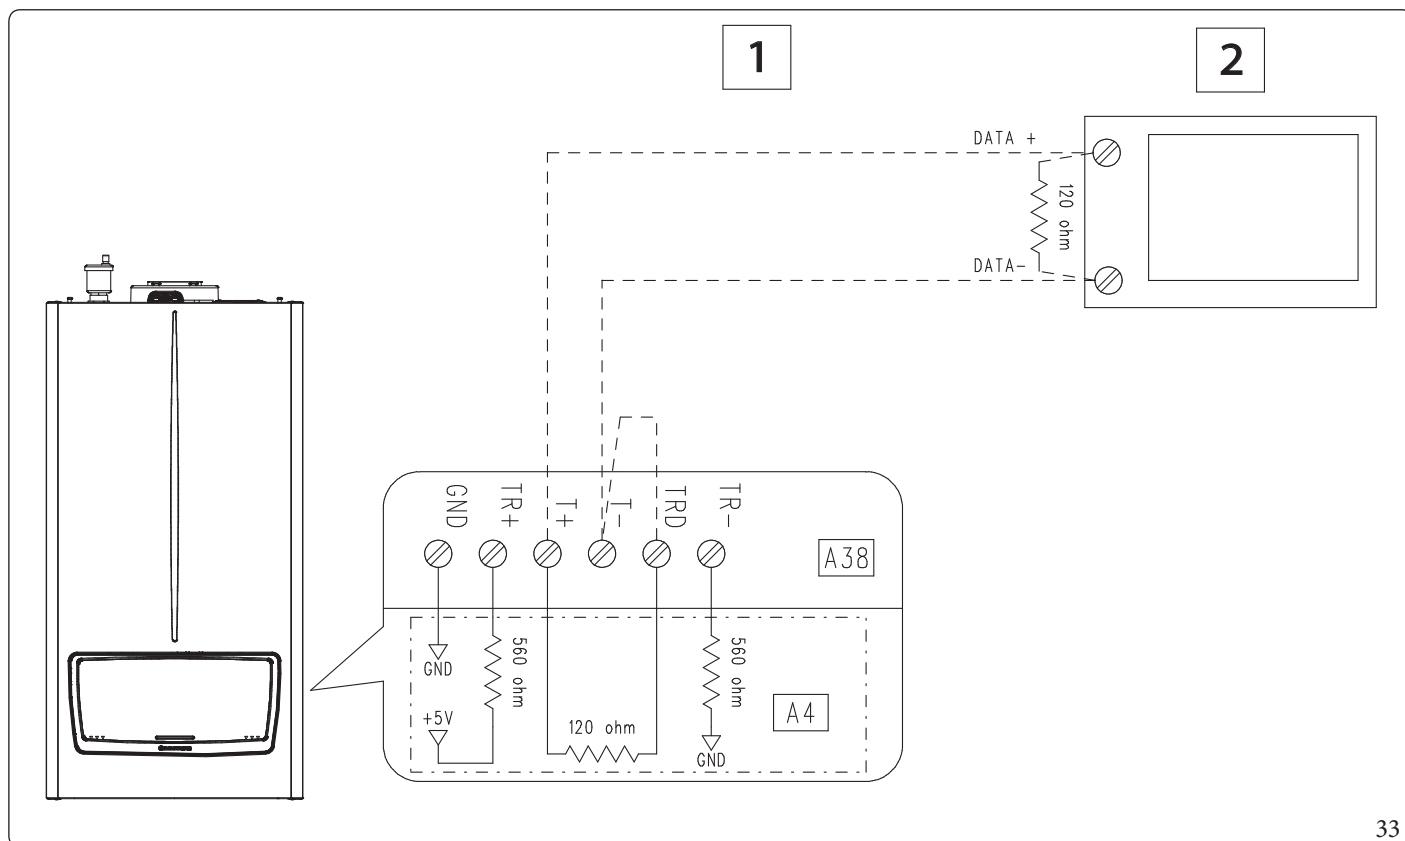 1
2
DATA +
120 ohm
DATA-
GND
TR+
T+
T-
TRD
TR-
A38
GND
560 ohm
560 ohm
+5V
120 ohm
A4
GND
33